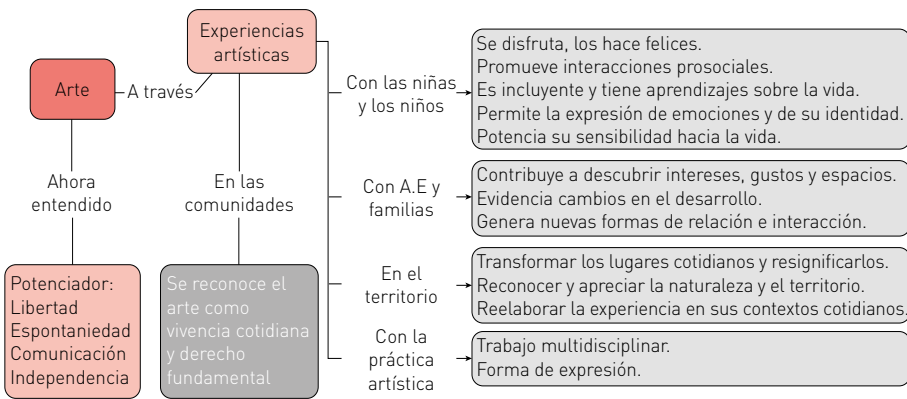 Arte
A través
Experiencias
artísticas
Ahora
entendido
Potenciador:
Libertad
Espontaniedad
Comunicación
Independencia
En las
comunidades
Se reconoce el
arte como
vivencia cotidiana
y derecho
fundamental
Con las niñas
y los niños
Se disfruta, los hace felices.
Promueve interacciones prosociales.
Es incluyente y tiene aprendizajes sobre la vida.
Permite la expresión de emociones y de su identidad.
Potencia su sensibilidad hacia la vida.
Con A.E y
familias
Contribuye a descubrir intereses, gustos y espacios.
Evidencia cambios en el desarrollo.
Genera nuevas formas de relación e interacción.
En el
territorio
Transformar los lugares cotidianos y resignificarlos.
Reconocer y apreciar la naturaleza y el territorio.
Reelaborar la experiencia en sus contextos cotidianos.
Con la
práctica
artística
Trabajo multidisciplinar.
Forma de expresión.